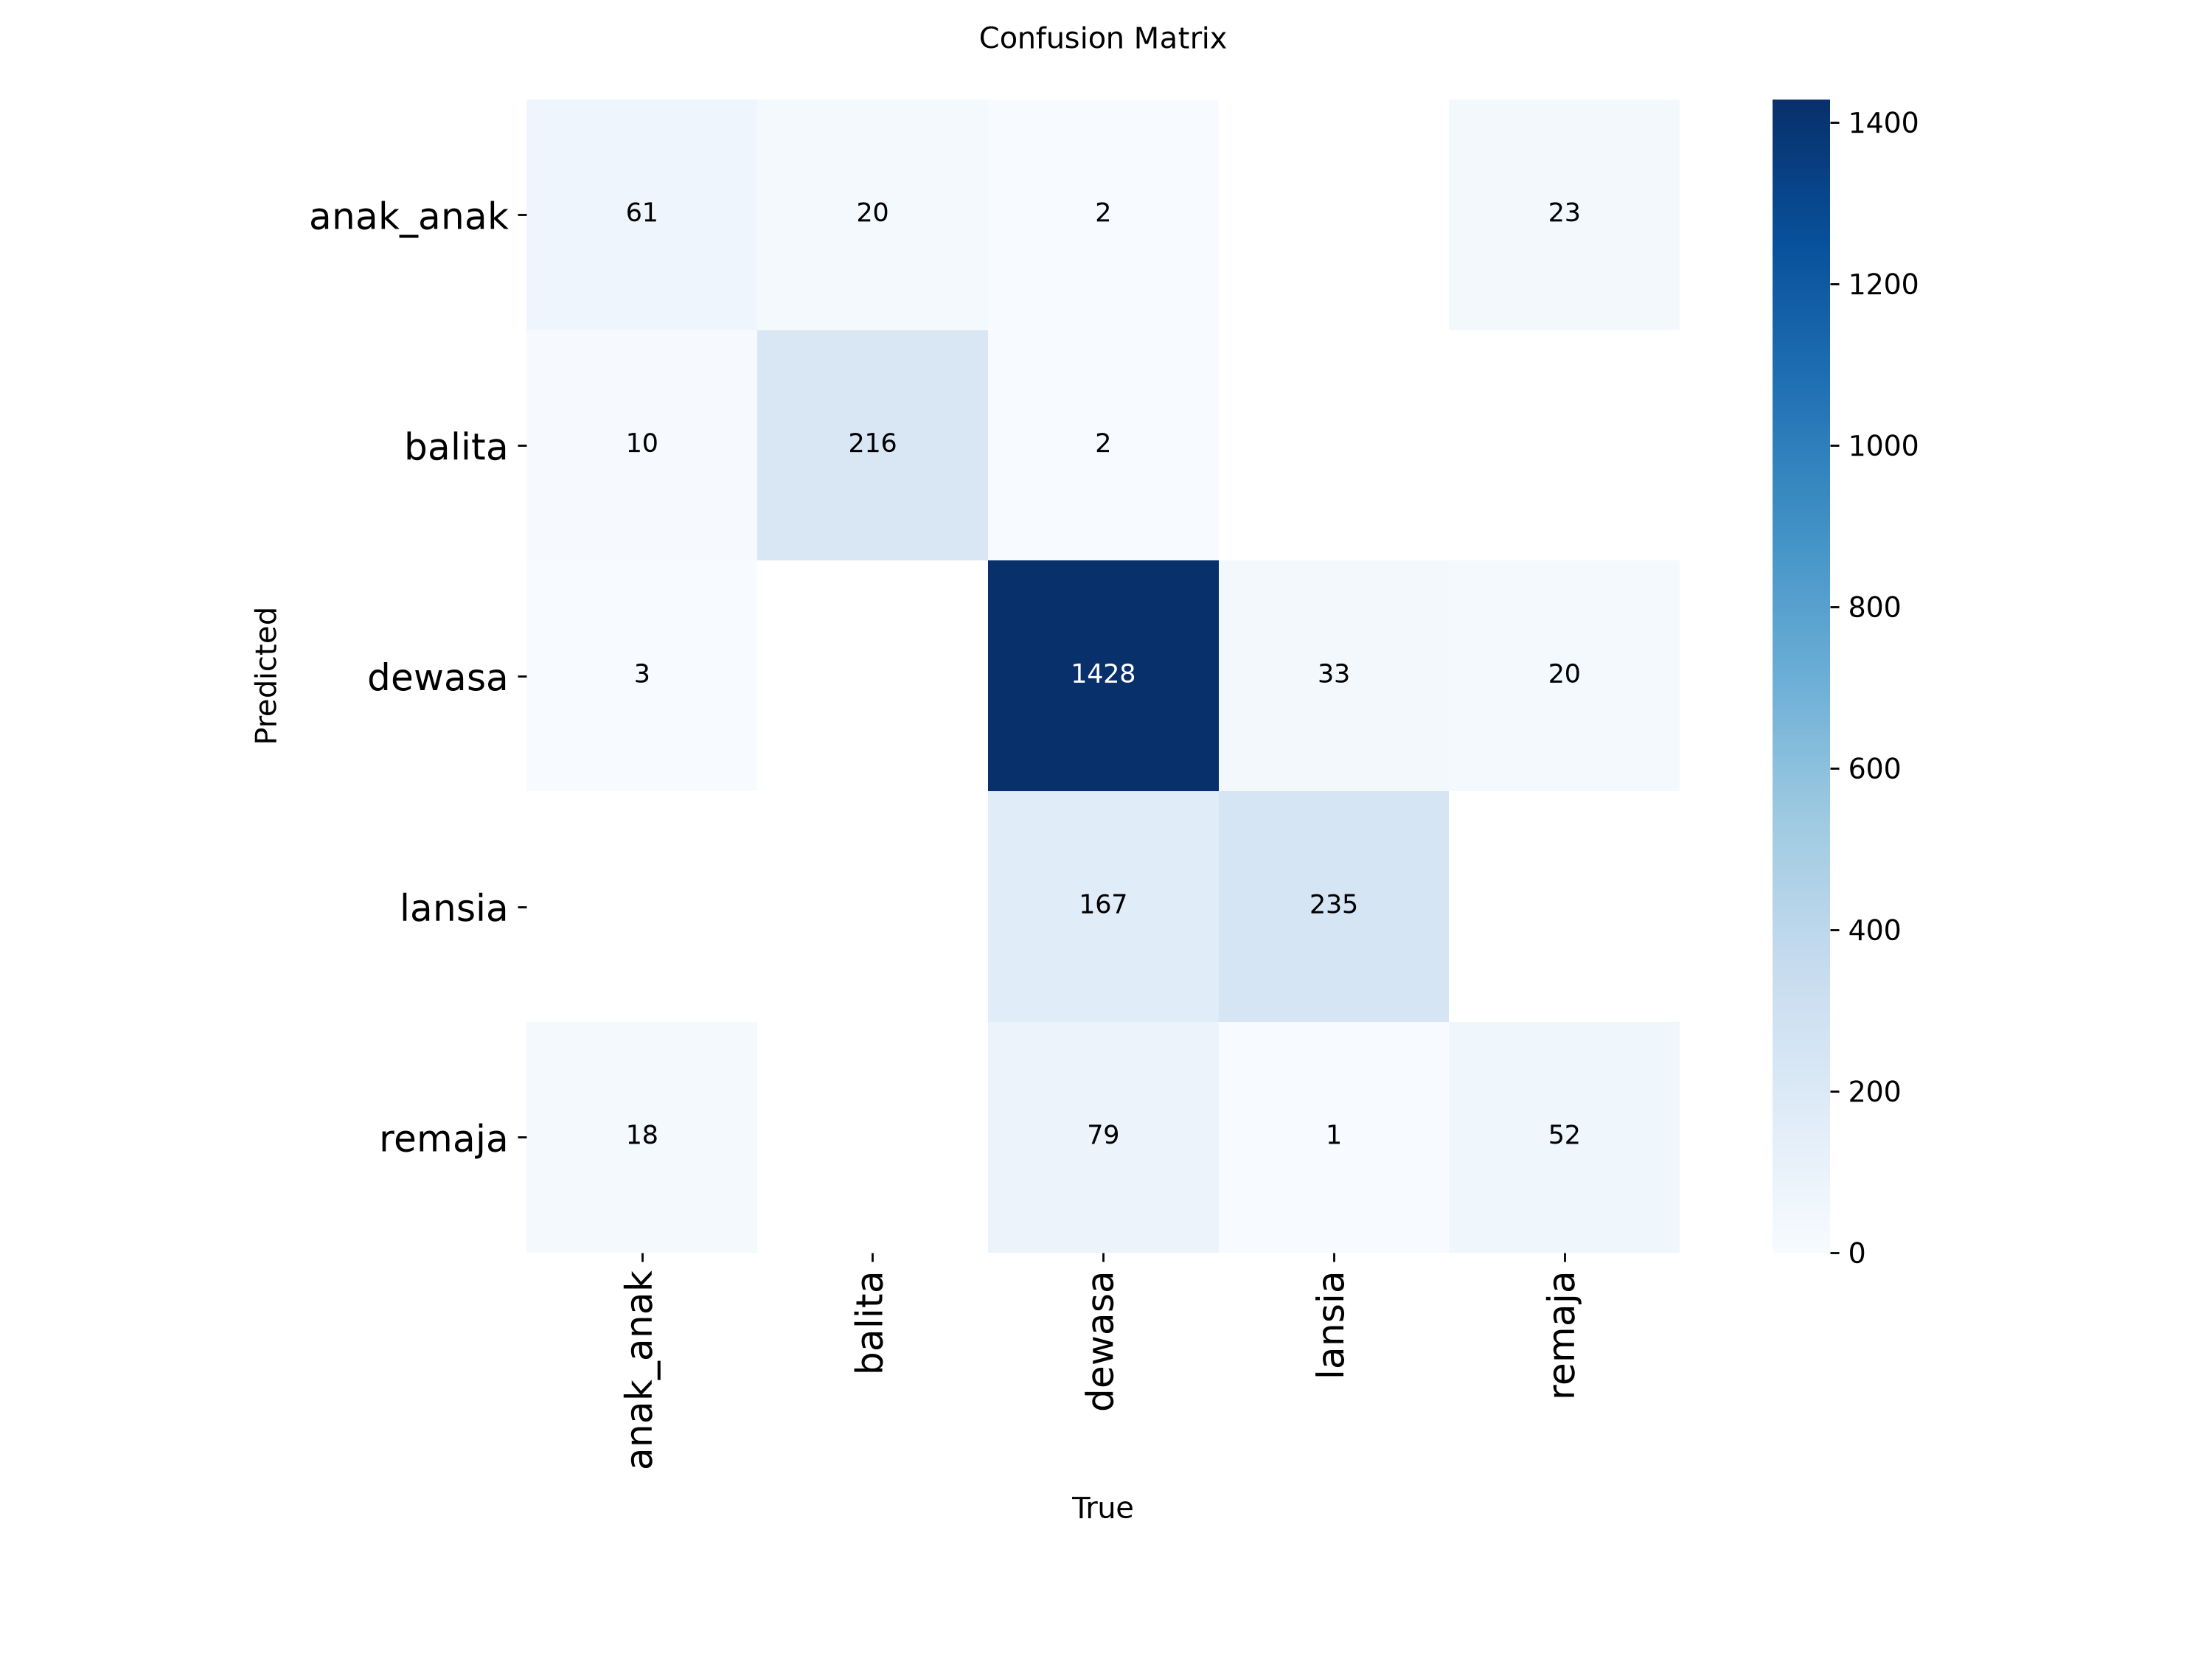 Confusion Matrix
anak_anak 61 20 2 23
balita 10 216 2
dewasa 3 1428 33 20
lansia 167 235
remaja 18 79 1 52
Predicted
anak_anak balita dewasa lansia remaja
True
1400
1200
1000
800
600
400
200
0